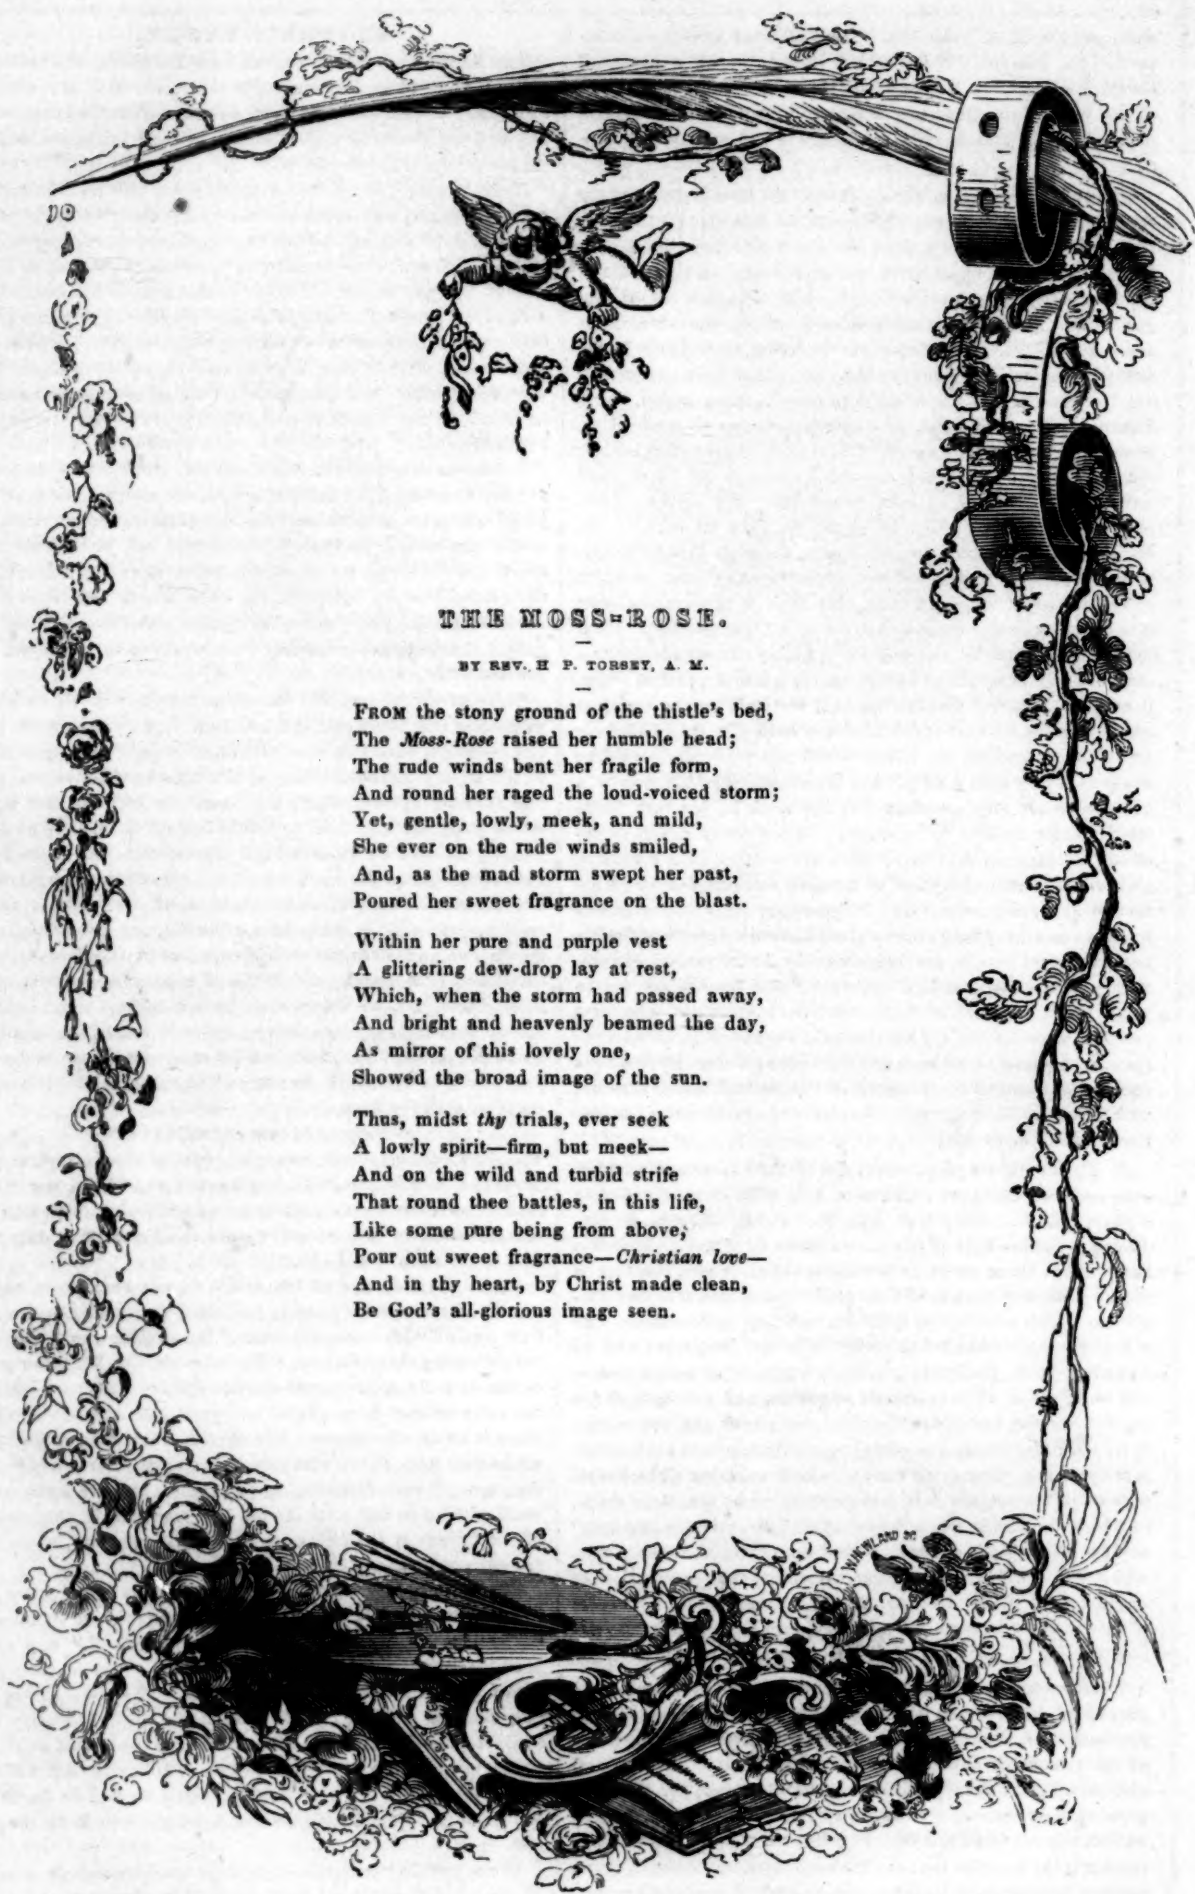 THE MOSS-ROSE.
BY REV. H P. TORSEY, A. M.
FROM the stony ground of the thistle's bed,
The Moss-Rose raised her humble head;
The rude winds bent her fragile form,
And round her raged the loud-voiced storm;
Yet, gentle, lowly, meek, and mild,
She ever on the rude winds smiled,
And, as the mad storm swept her past,
Poured her sweet fragrance on the blast.
Within her pure and purple vest
A glittering dew-drop lay at rest,
Which, when the storm had passed away,
And bright and heavenly beamed the day,
As mirror of this lovely one,
Showed the broad image of the sun.
Thus, midst thy trials, ever seek
A lowly spirit—firm, but meek—
And on the wild and turbid strife
That round thee battles, in this life,
Like some pure being from above,
Pour out sweet fragrance—Christian love—
And in thy heart, by Christ made clean,
Be God's all-glorious image seen.